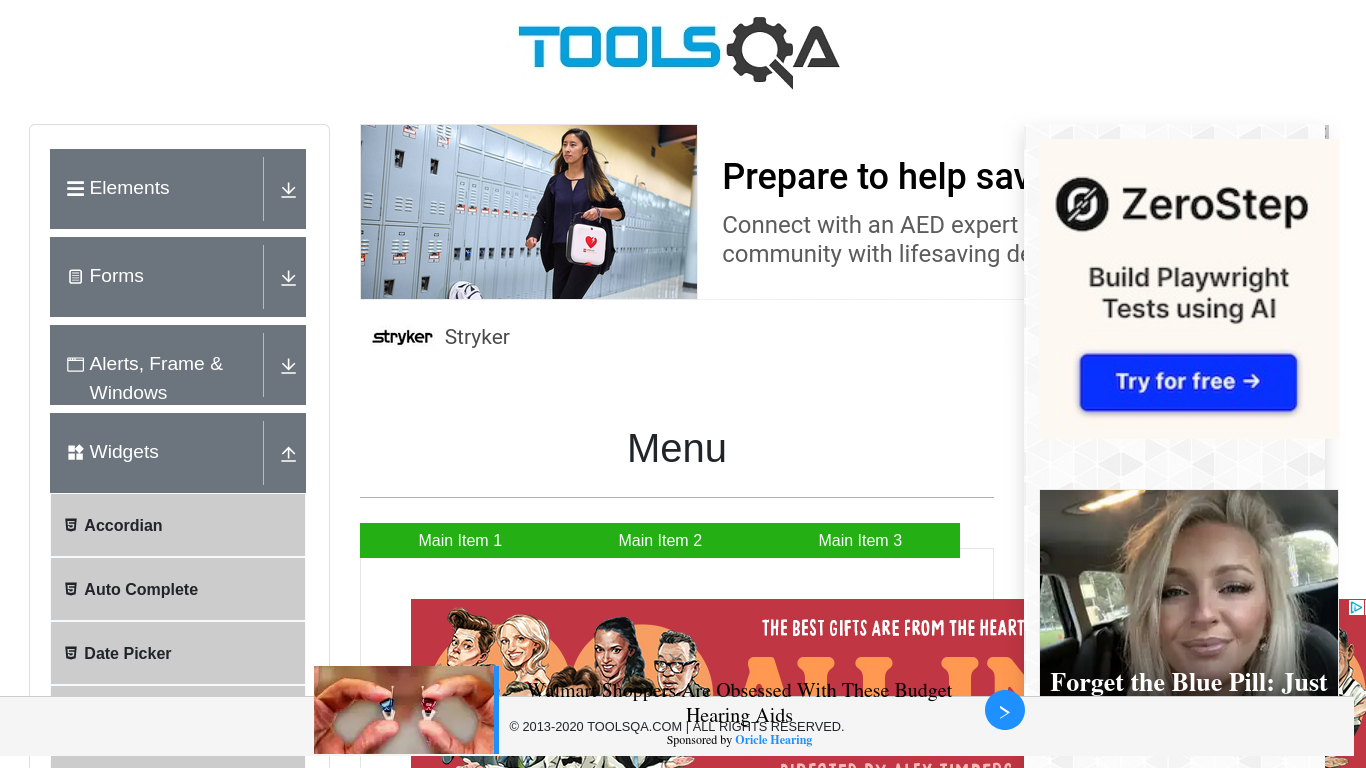 TOOLSQA
Elements
Forms
Alerts, Frame &
Windows
Widgets
Accordian
Auto Complete
Date Picker
Prepare to help sav
Connect with an AED expert
community with lifesaving de
stryker Stryker
Menu
Main Item 1 Main Item 2 Main Item 3
THE BEST GIFTS ARE FROM THE HEART
ALL IN
DIRECTED BY ALEX TIMBERS
ZeroStep
Build Playwright
Tests using AI
Try for free →
Forget the Blue Pill: Just
Walmart Shoppers Are Obsessed With These Budget
Hearing Aids
© 2013-2020 TOOLSQA.COM | ALL RIGHTS RESERVED.
Sponsored by Oricle Hearing